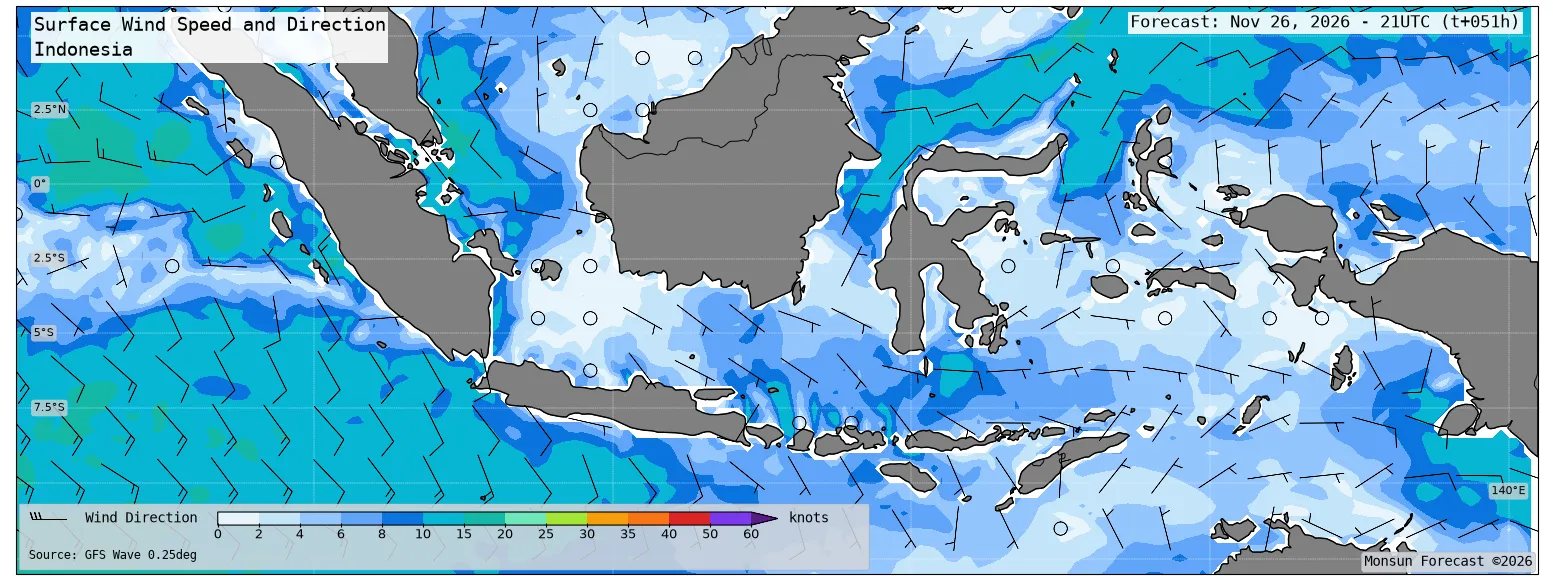 Surface Wind Speed and Direction
Indonesia
Forecast: Nov 26, 2026 - 21UTC (t+051h)
2.5°N
0°
2.5°S
5°S
7.5°S
140°E
Wind Direction
0 2 4 6 8 10 15 20 25 30 35 40 50 60 knots
Source: GFS Wave 0.25deg
Monsun Forecast ©2026